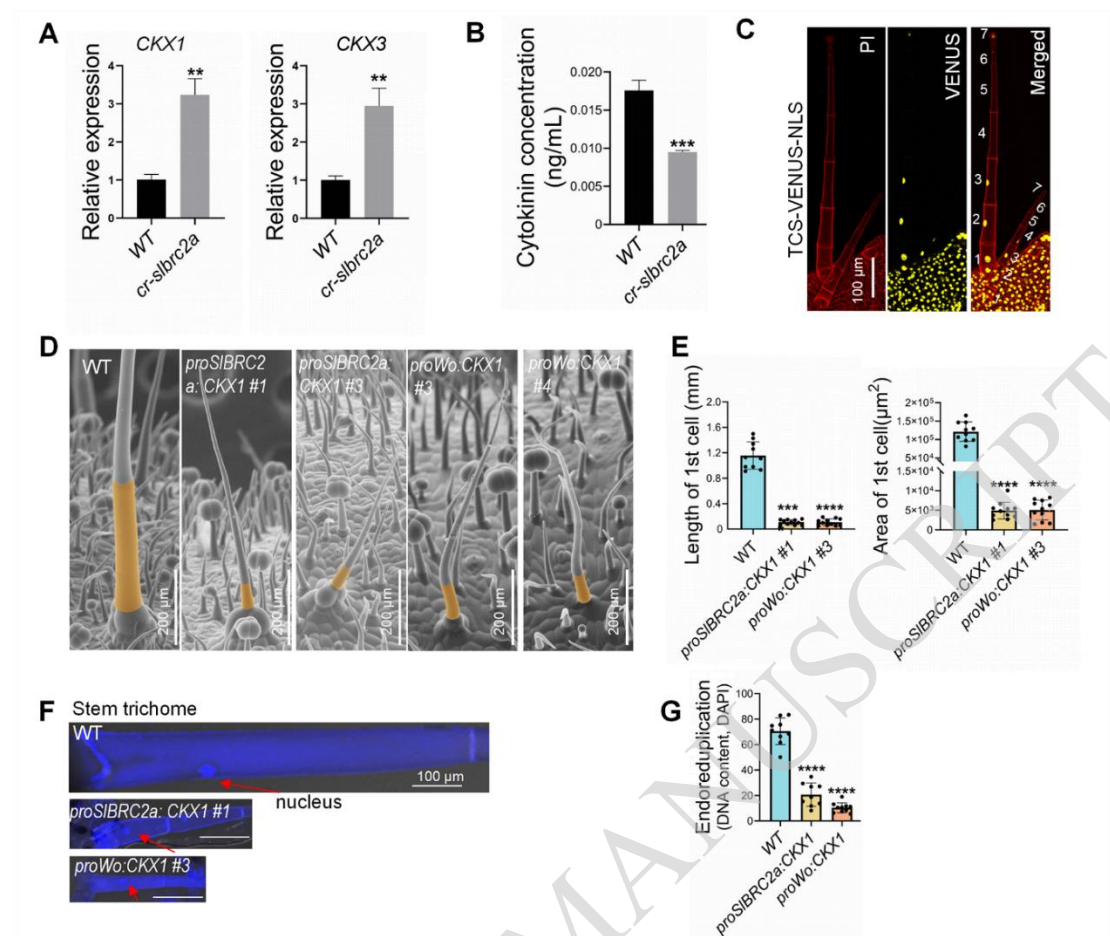 A
CKX1
Relative expression
5
4
3
2
1
0
**
WT
cr-slbrc2a
CKX3
Relative expression
5
4
3
2
1
0
**
WT
cr-slbrc2a
B
Cytokinin concentration
(ng/mL)
0.020
0.015
0.010
0.005
0
***
WT
cr-slbrc2a
C
TCS-VENUS-NLS
PI
100 µm
VENUS
Merged
7
6
5
4
3
2
1
7
6
5
4
3
2
1
D
WT
200 µm
proSlBRC2
a: CKX1 #1
200 µm
proSlBRC2a:
CKX1 #3
200 µm
proWo:CKX1
#3
200 µm
proWo:CKX1
#4
200 µm
E
Length of 1st cell (mm)
2.0
1.6
1.2
0.8
0.4
0
***
****
WT
proSlBRC2a:CKX1 #1
proWo:CKX1 #3
Area of 1st cell(µm²)
2×10⁵
1.5×10⁵
1×10⁵
5×10⁴
1.5×10⁴
1×10⁴
5×10³
0
****
****
WT
proSlBRC2a:CKX1 #1
proWo:CKX1 #3
F
Stem trichome
WT
100 µm
nucleus
proSlBRC2a: CKX1 #1
proWo:CKX1 #3
G
Endoreduplication
(DNA content, DAPI)
100
80
60
40
20
0
****
****
WT
proSlBRC2a:CKX1
proWo:CKX1
MANUSCRIPT